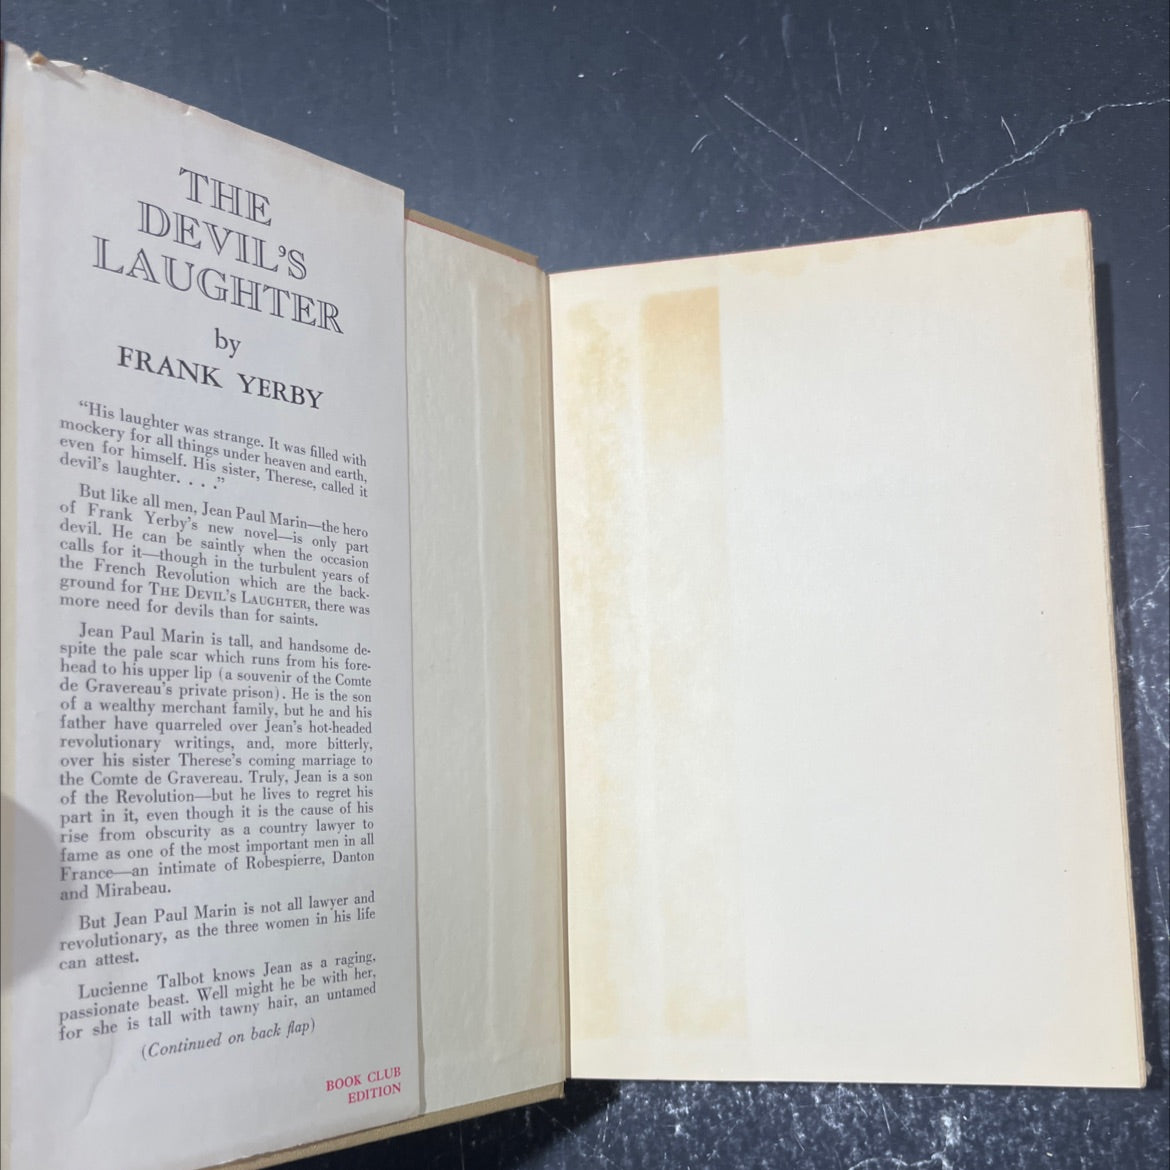 THE
DEVIL'S
LAUGHTER
by
FRANK YERBY
“His laughter was strange. It was filled with
mockery for all things under heaven and earth,
even for himself. His sister, Therese, called it
devil's laughter. . . .”
But like all men, Jean Paul Marin—the hero
of Frank Yerby's new novel—is only part
devil. He can be saintly when the occasion
calls for it—though in the turbulent years of
the French Revolution which are the back-
ground for THE DEVIL'S LAUGHTER, there was
more need for devils than for saints.
Jean Paul Marin is tall, and handsome de-
spite the pale scar which runs from his fore-
head to his upper lip (a souvenir of the Comte
de Gravereau's private prison). He is the son
of a wealthy merchant family, but he and his
father have quarreled over Jean's hot-headed
revolutionary writings, and, more bitterly,
over his sister Therese's coming marriage to
the Comte de Gravereau. Truly, Jean is a son
of the Revolution—but he lives to regret his
part in it, even though it is the cause of his
rise from obscurity as a country lawyer to
fame as one of the most important men in all
France—an intimate of Robespierre, Danton
and Mirabeau.
But Jean Paul Marin is not all lawyer and
revolutionary, as the three women in his life
can attest.
Lucienne Talbot knows Jean as a raging,
passionate beast. Well might he be with her,
for she is tall with tawny hair, an untamed
(Continued on back flap)
BOOK CLUB
EDITION